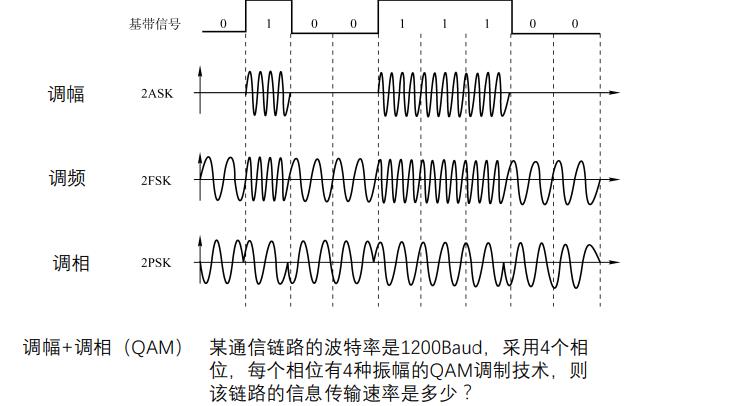 基带信号 0 1 0 0 1 1 1 0 0
调幅 2ASK
调频 2FSK
调相 2PSK
调幅+调相（QAM） 某通信链路的波特率是1200Baud，采用4个相
位，每个相位有4种振幅的QAM调制技术，则
该链路的信息传输速率是多少？